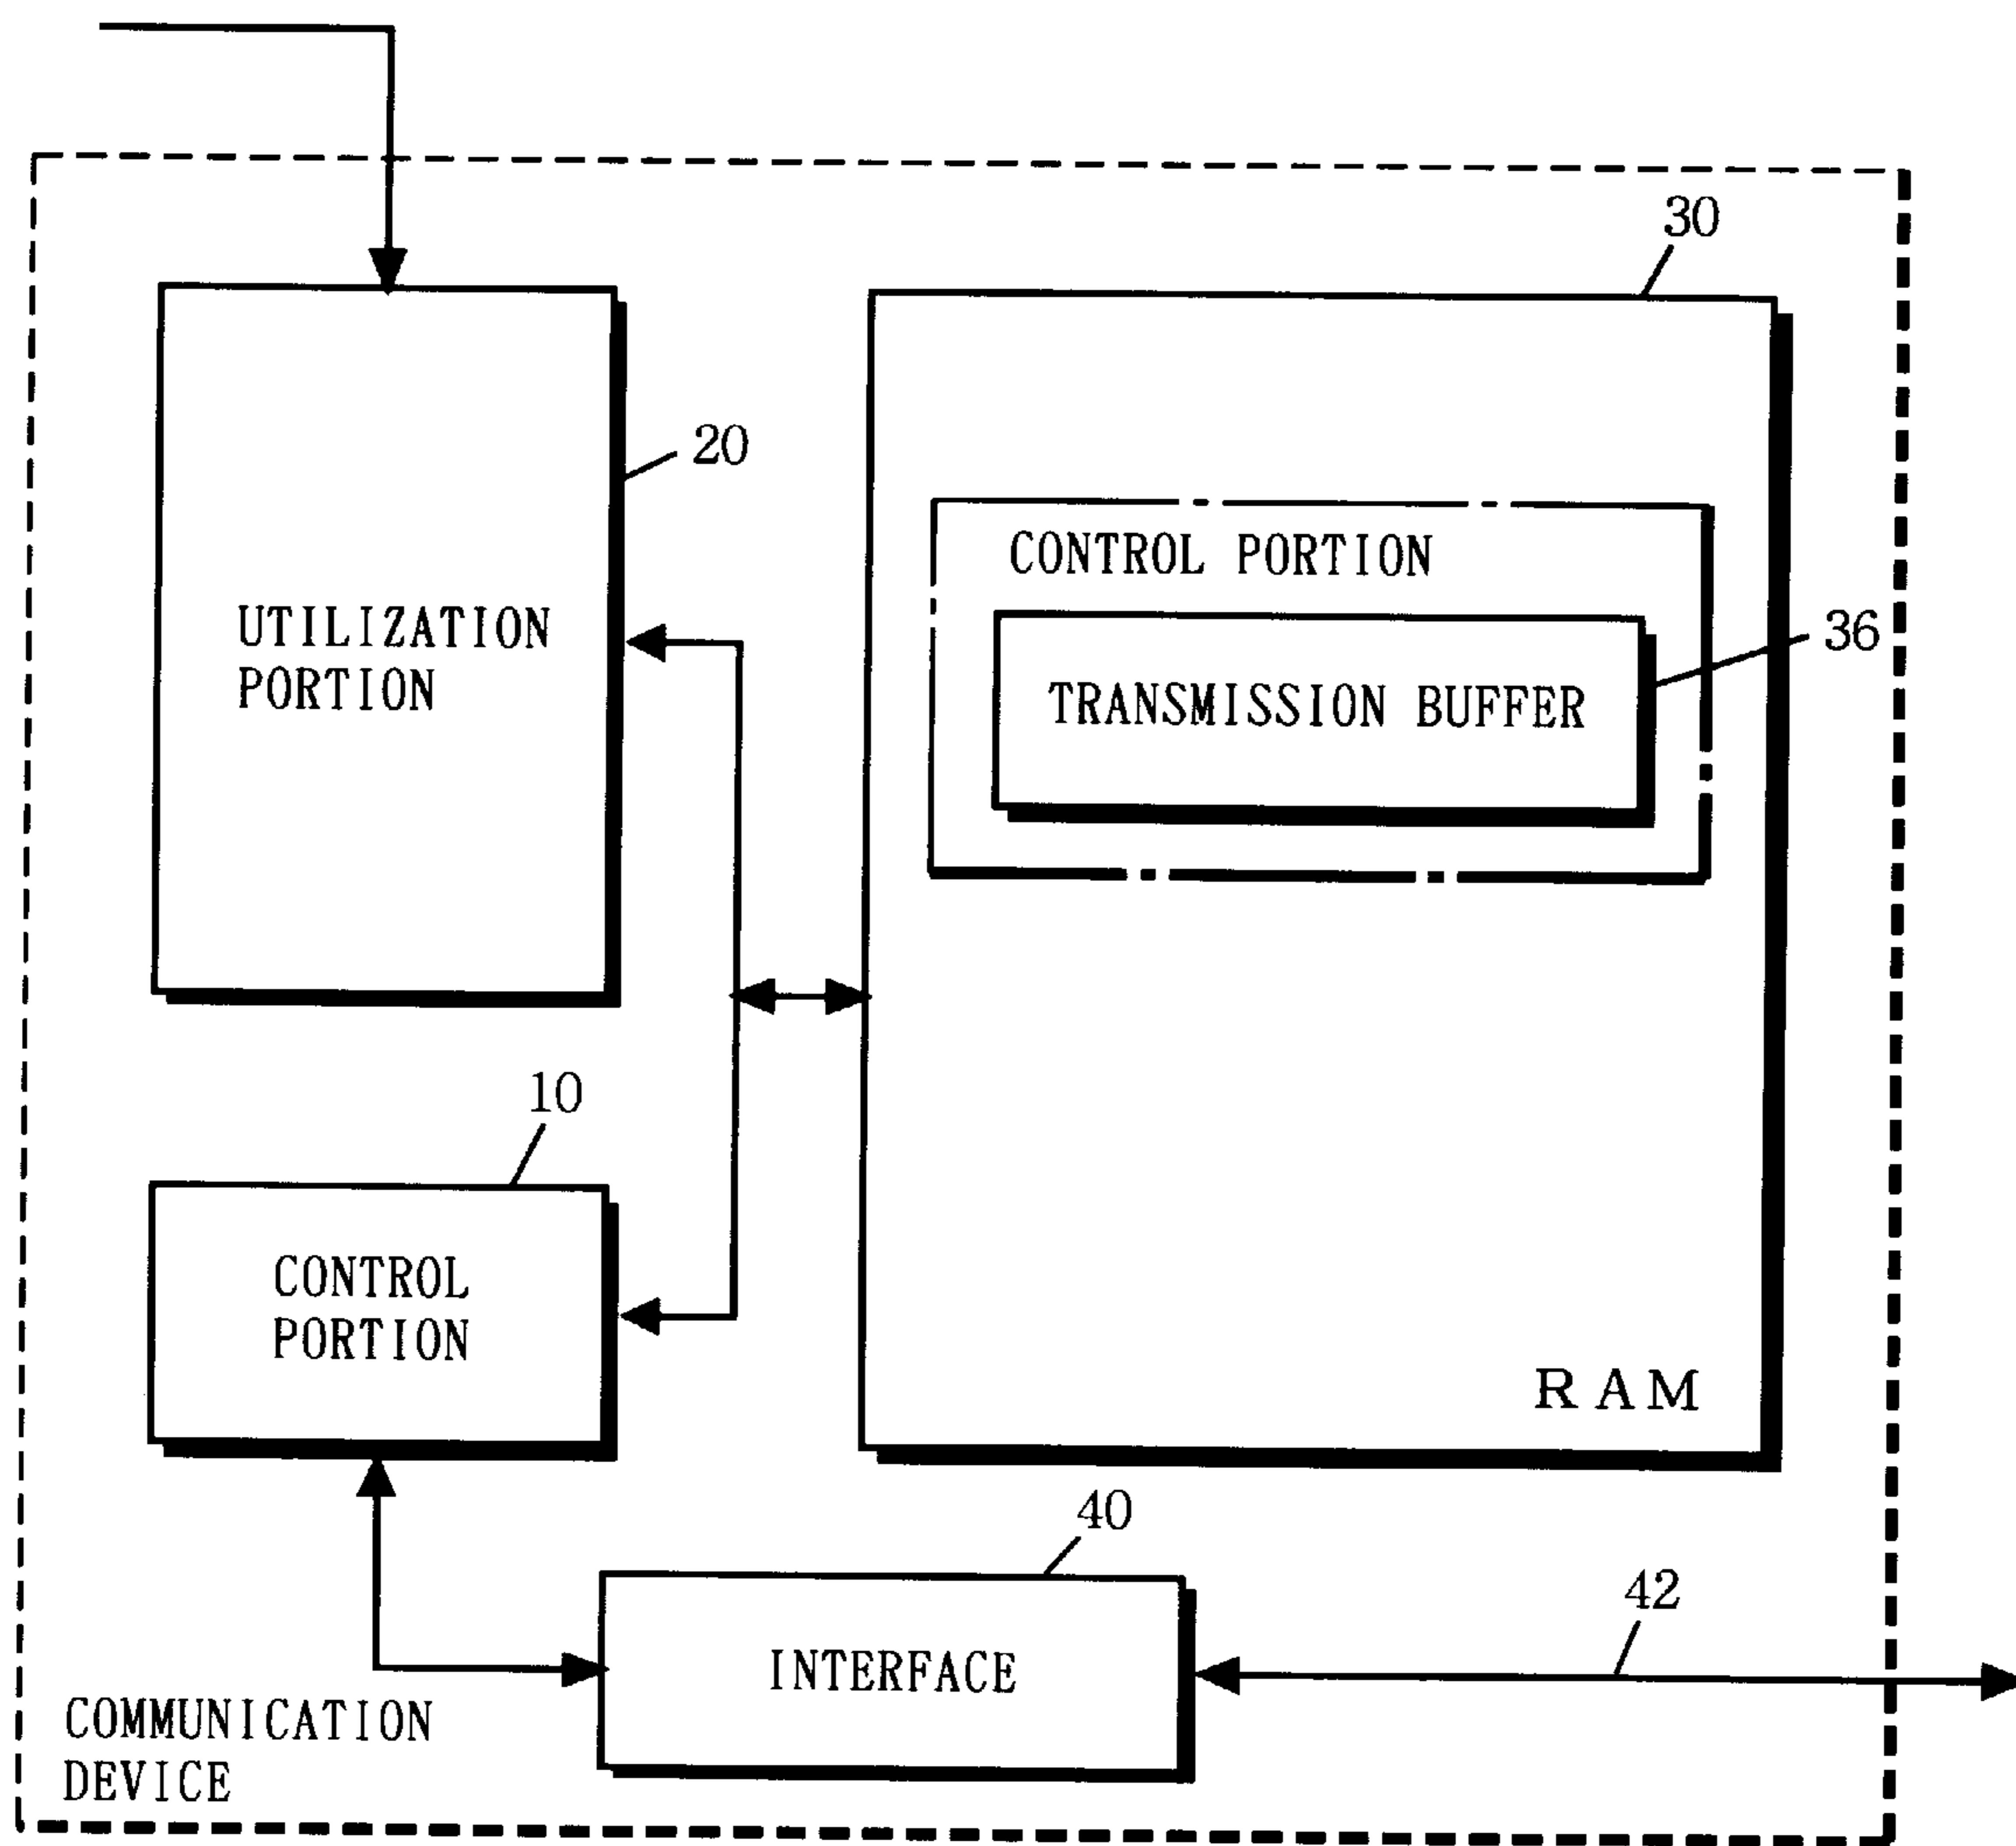 30
20
CONTROL PORTION
36
UTILIZATION
PORTION
TRANSMISSION BUFFER
10
CONTROL
PORTION
RAM
40
42
INTERFACE
COMMUNICATION
DEVICE